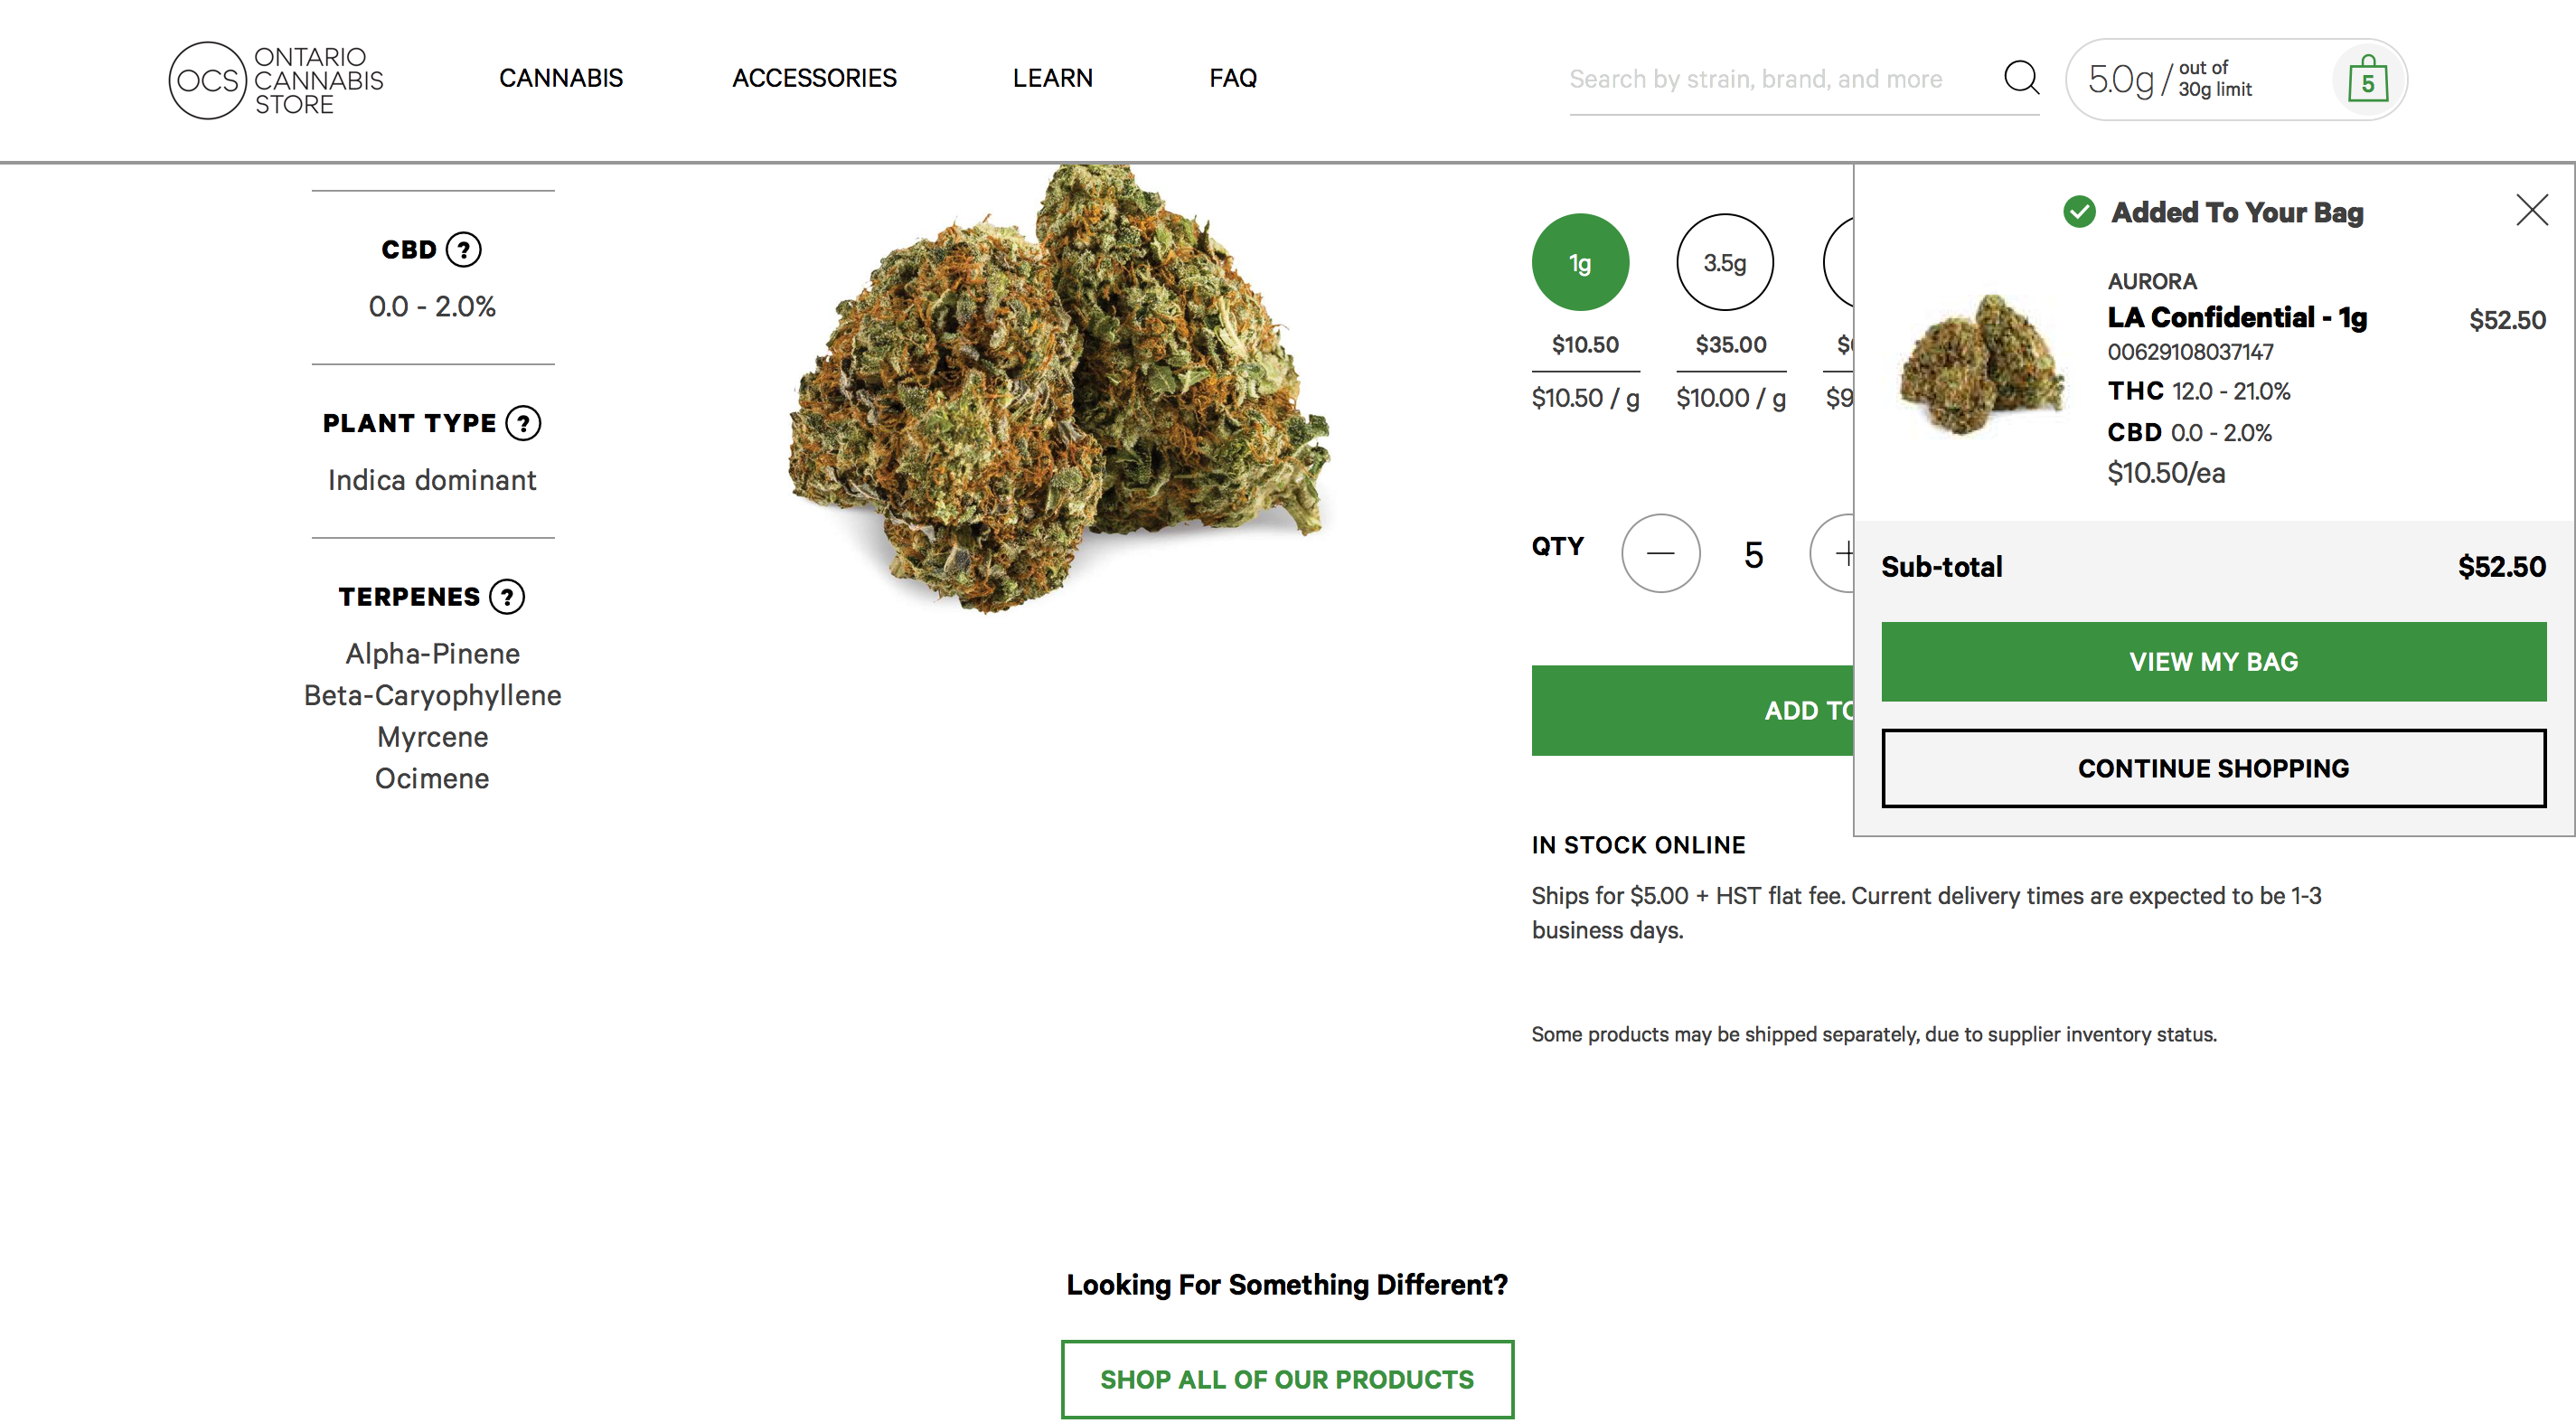 OCS
ONTARIO
CANNABIS
STORE
CANNABIS
ACCESSORIES
LEARN
FAQ
Search by strain, brand, and more
5.0g / out of
30g limit
5
CBD ?
0.0 - 2.0%
PLANT TYPE ?
Indica dominant
TERPENES ?
Alpha-Pinene
Beta-Caryophyllene
Myrcene
Ocimene
1g
3.5g
$10.50
$35.00
$10.50 / g
$10.00 / g
$9
QTY
5
ADD TO
IN STOCK ONLINE
Ships for $5.00 + HST flat fee. Current delivery times are expected to be 1-3
business days.
Some products may be shipped separately, due to supplier inventory status.
Added To Your Bag
AURORA
LA Confidential - 1g
$52.50
00629108037147
THC 12.0 - 21.0%
CBD 0.0 - 2.0%
$10.50/ea
Sub-total
$52.50
VIEW MY BAG
CONTINUE SHOPPING
Looking For Something Different?
SHOP ALL OF OUR PRODUCTS